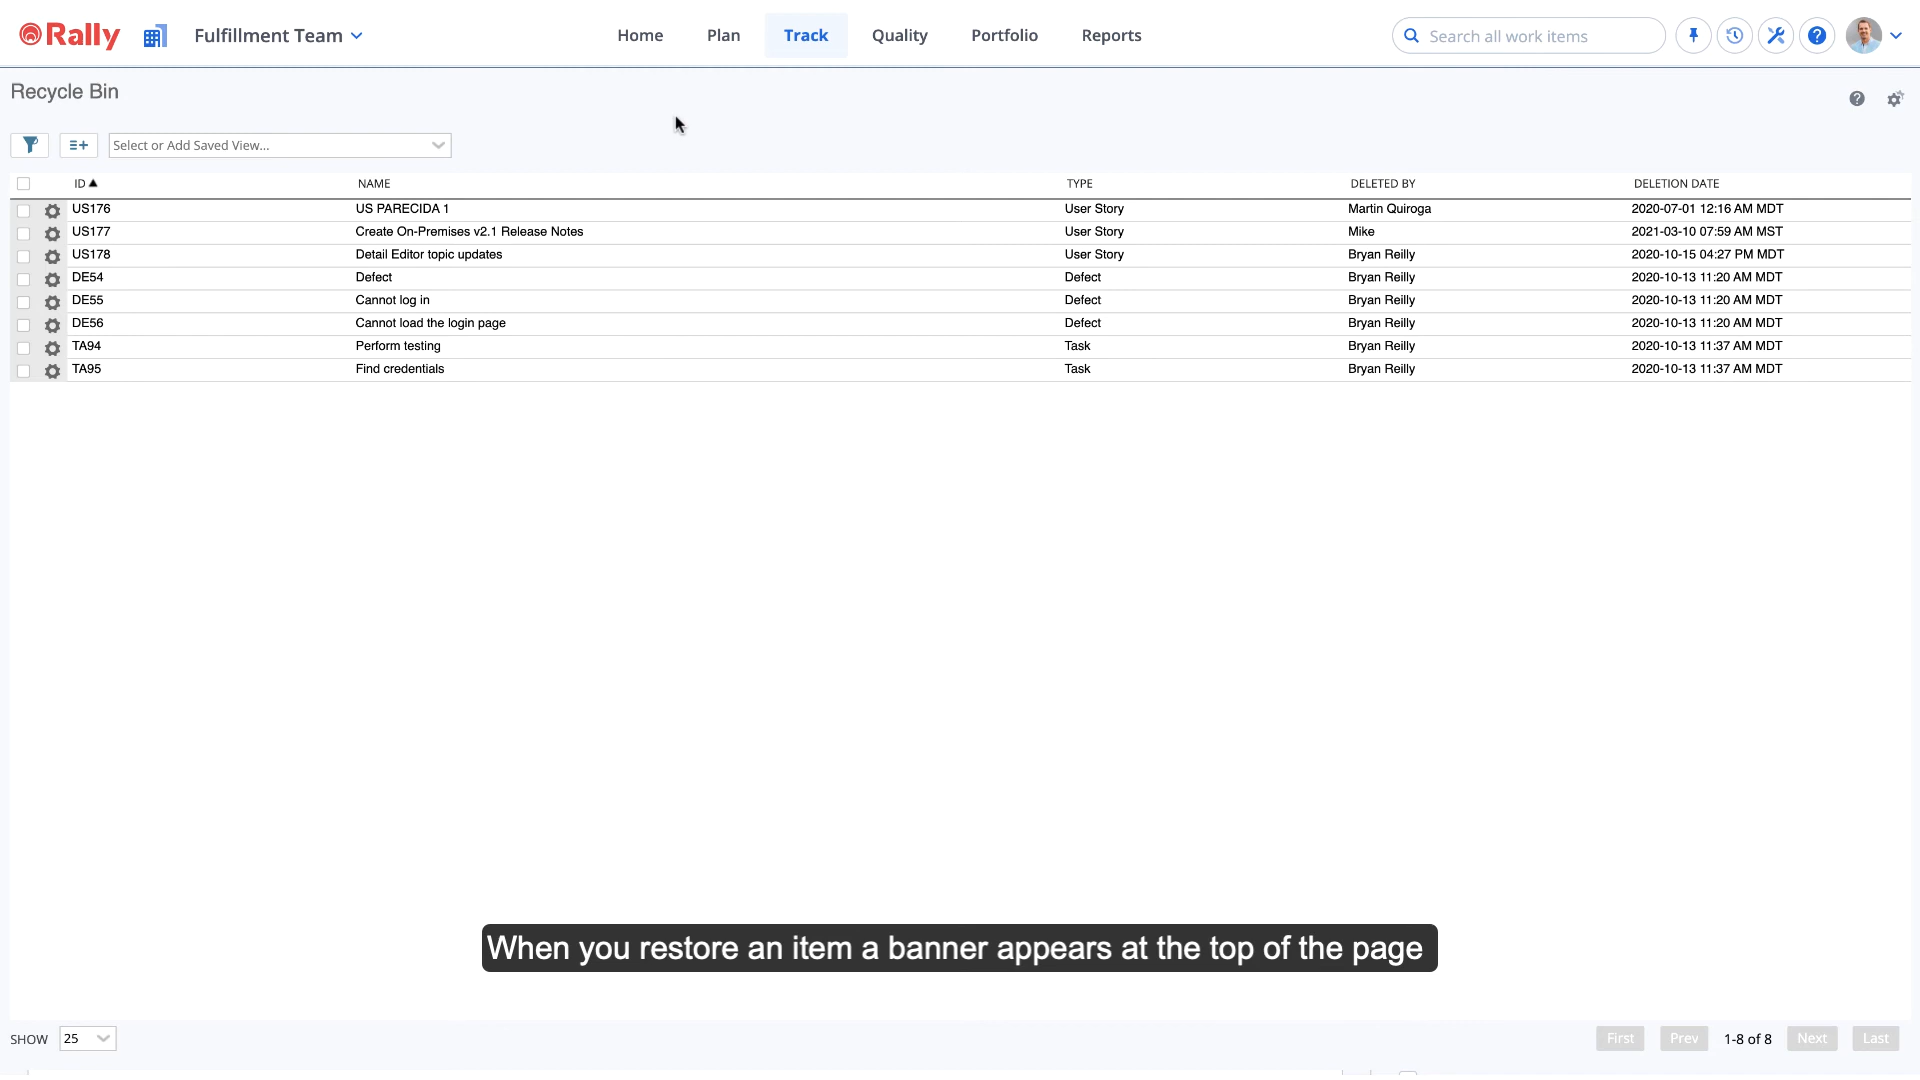 Rally Fulfillment Team Home Plan Track Quality Portfolio Reports Search all work items
Recycle Bin
Select or Add Saved View...
ID NAME TYPE DELETED BY DELETION DATE
US176 US PARECIDA 1 User Story Martin Quiroga 2020-07-01 12:16 AM MDT
US177 Create On-Premises v2.1 Release Notes User Story Mike 2021-03-10 07:59 AM MST
US178 Detail Editor topic updates User Story Bryan Reilly 2020-10-15 04:27 PM MDT
DE54 Defect Defect Bryan Reilly 2020-10-13 11:20 AM MDT
DE55 Cannot log in Defect Bryan Reilly 2020-10-13 11:20 AM MDT
DE56 Cannot load the login page Defect Bryan Reilly 2020-10-13 11:20 AM MDT
TA94 Perform testing Task Bryan Reilly 2020-10-13 11:37 AM MDT
TA95 Find credentials Task Bryan Reilly 2020-10-13 11:37 AM MDT
When you restore an item a banner appears at the top of the page
SHOW 25 First Prev 1-8 of 8 Next Last